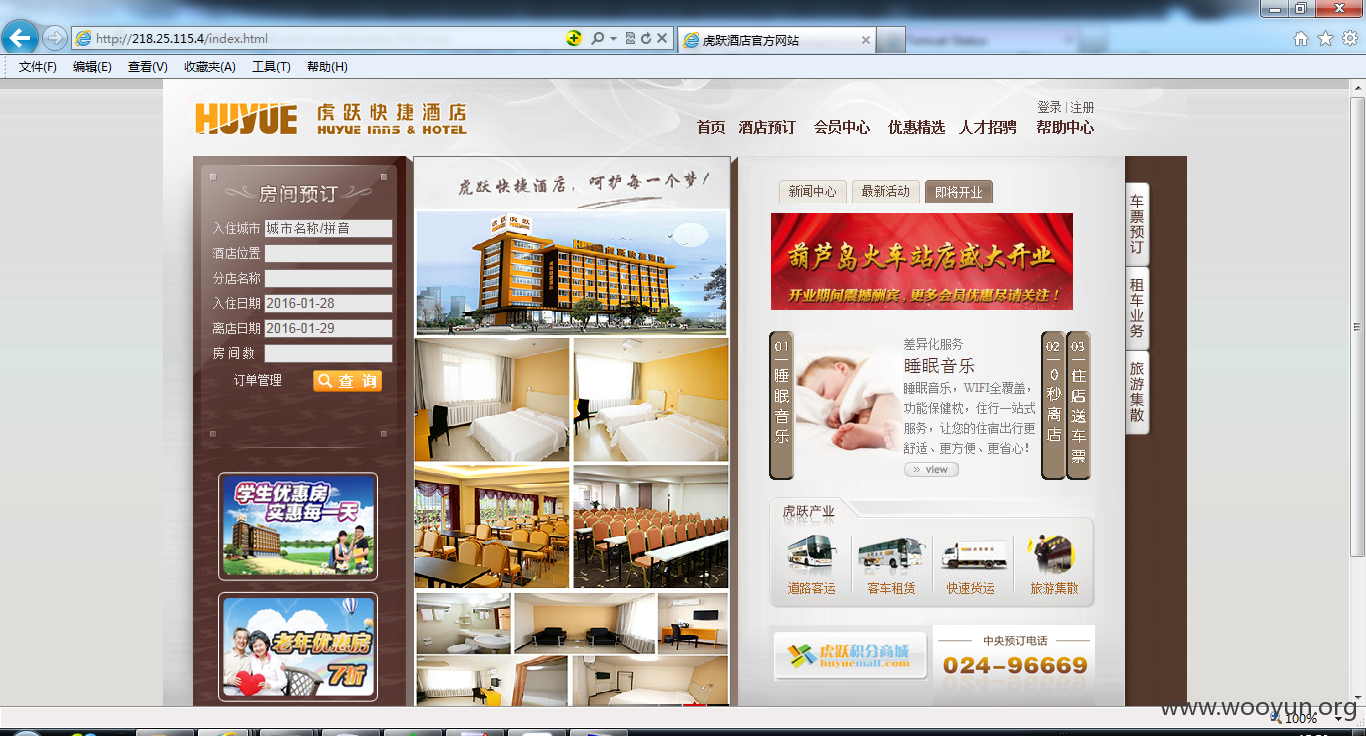 http://218.25.115.4/index.html
虎跃酒店官方网站
文件(F) 编辑(E) 查看(V) 收藏夹(A) 工具(T) 帮助(H)
HUYUE 虎跃快捷酒店
HUYUE INNS & HOTEL
登录 | 注册
首页 酒店预订 会员中心 优惠精选 人才招聘 帮助中心
房间预订
入住城市 城市名称/拼音
酒店位置
分店名称
入住日期 2016-01-28
离店日期 2016-01-29
房间数
订单管理 查询
学生优惠房
实惠每一天
老年优惠房
7折
虎跃快捷酒店，呵护每一个梦！
新闻中心 最新活动 即将开业
葫芦岛火车站店盛大开业
开业期间震撼酬宾，更多会员优惠尽请关注！
01 睡眠音乐
差异化服务
睡眠音乐
睡眠音乐，WIFI全覆盖，
功能保健枕，住行一站式
服务，让您的住宿出行更
舒适、更方便、更省心！
» view
02 0秒离店
03 住店送车票
虎跃产业
道路客运 客车租赁 快速货运 旅游集散
虎跃积分商城
huyuemall.com
中央预订电话
024-96669
车票预订
租车业务
旅游集散
www.wooyun.org
100%